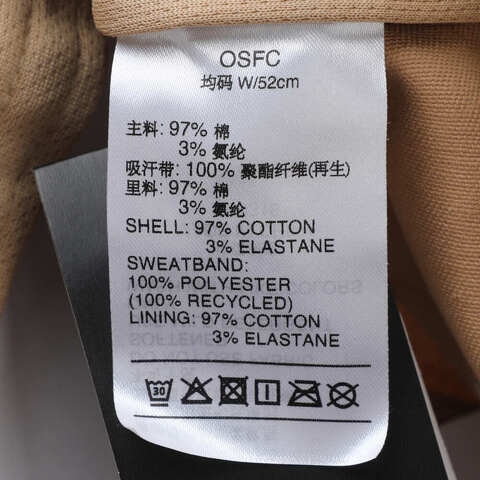 OSFC
均码 W/52cm
主料: 97% 棉
3% 氨纶
吸汗带: 100% 聚酯纤维(再生)
里料: 97% 棉
3% 氨纶
SHELL: 97% COTTON
3% ELASTANE
SWEATBAND:
100% POLYESTER
(100% RECYCLED)
LINING: 97% COTTON
3% ELASTANE
30